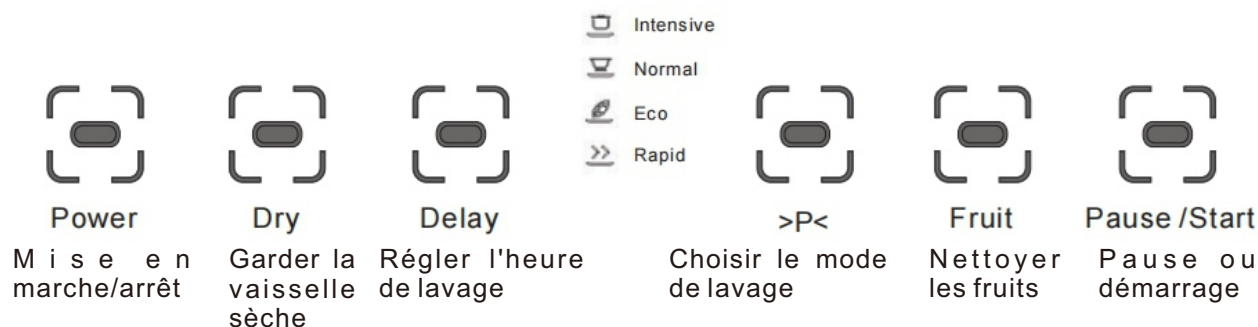 Intensive
Normal
Eco
Rapid
Power
Dry
Delay
>P<
Fruit
Pause /Start
Mise en
marche/arrêt
Garder la
vaisselle
sèche
Régler l'heure
de lavage
Choisir le mode
de lavage
Nettoyer
les fruits
Pause ou
démarrage